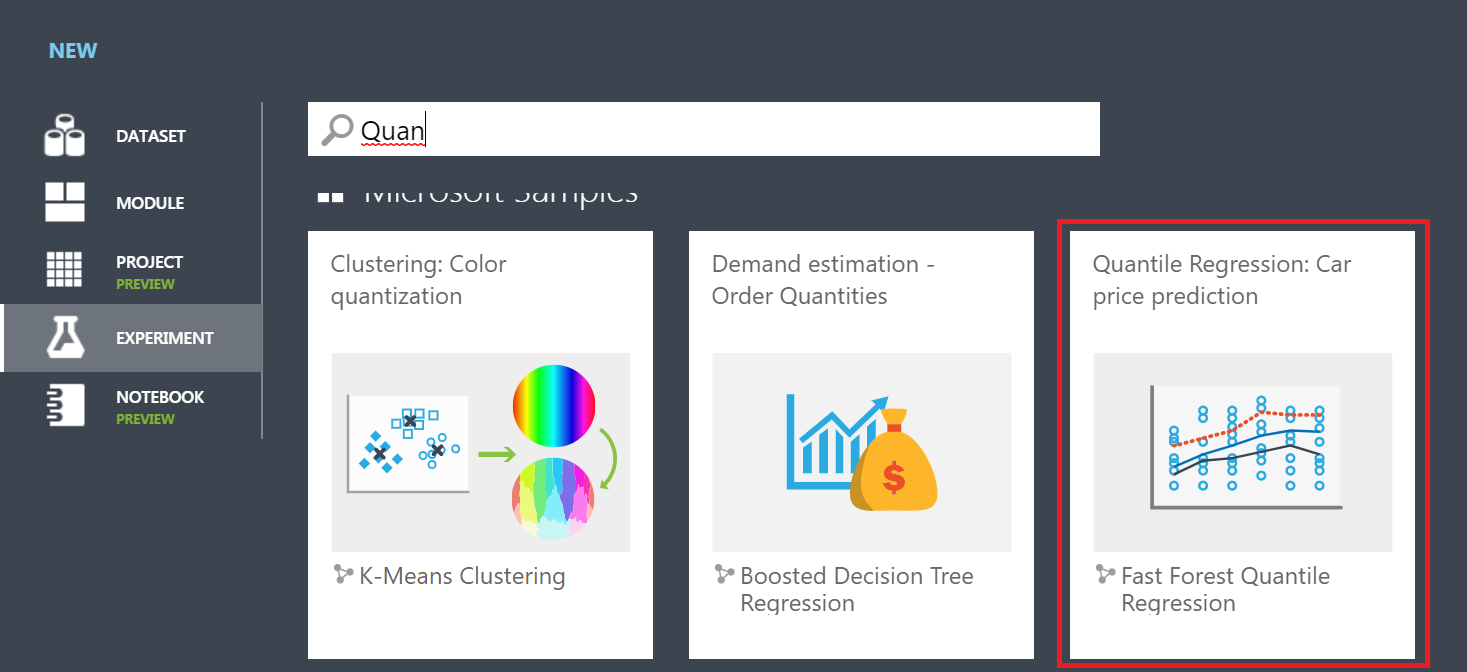 NEW
DATASET
MODULE
PROJECT
PREVIEW
EXPERIMENT
NOTEBOOK
PREVIEW
Quan
Microsoft Samples
Clustering: Color
quantization
K-Means Clustering
Demand estimation -
Order Quantities
$
Boosted Decision Tree
Regression
Quantile Regression: Car
price prediction
Fast Forest Quantile
Regression